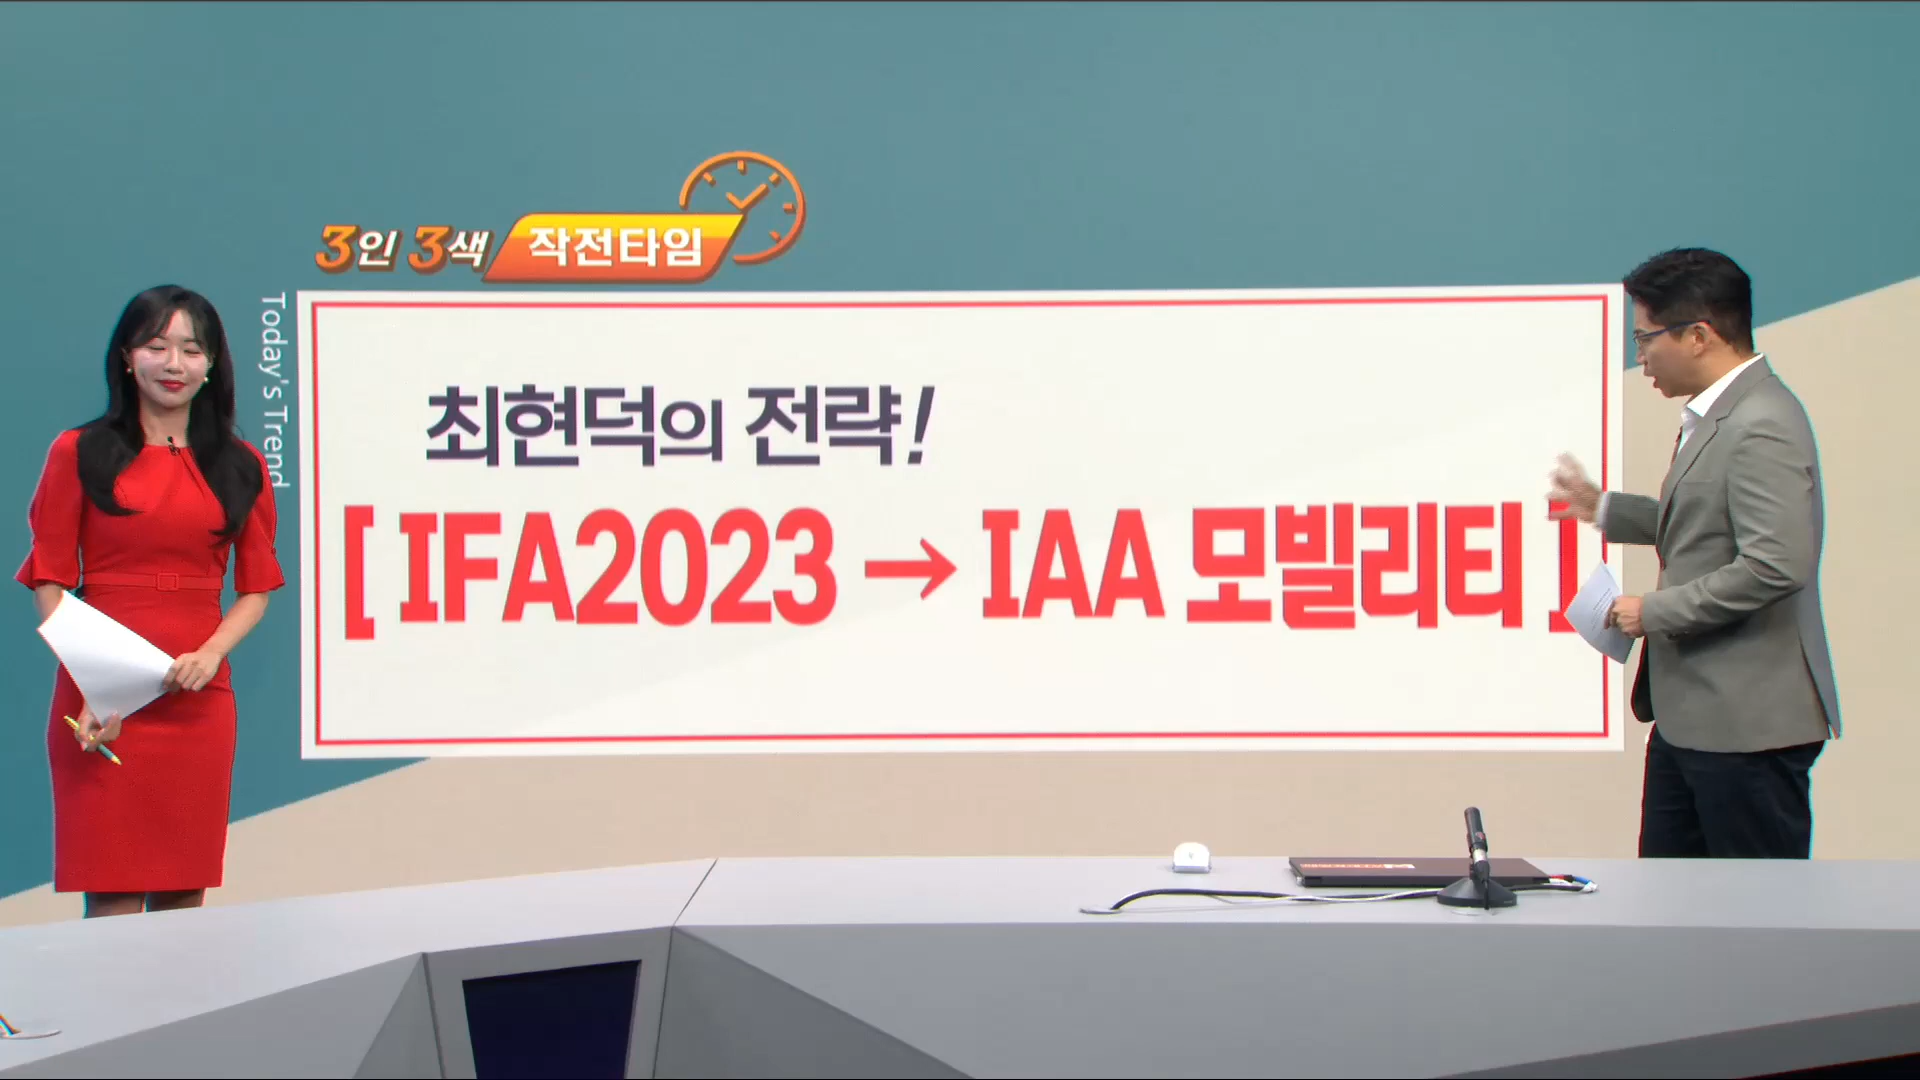 3인 3색 작전타임
Today's Trend
최현덕의 전략!
[ IFA2023 → IAA 모빌리티 ]